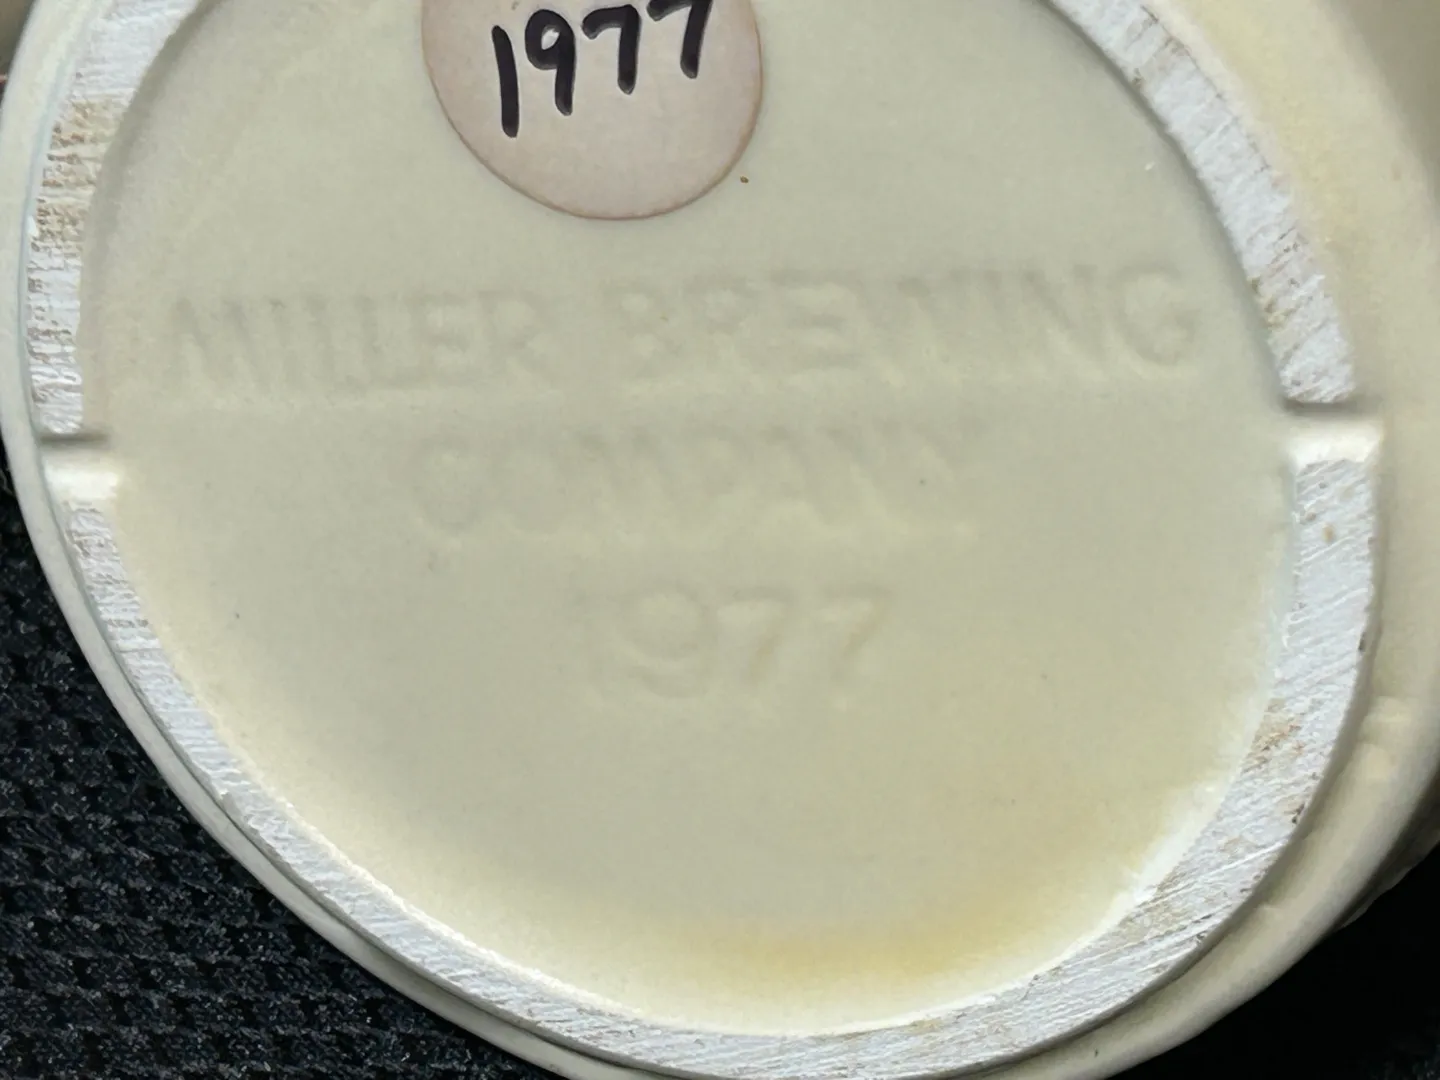 1977
MILLER BREWING
COMPANY
1977